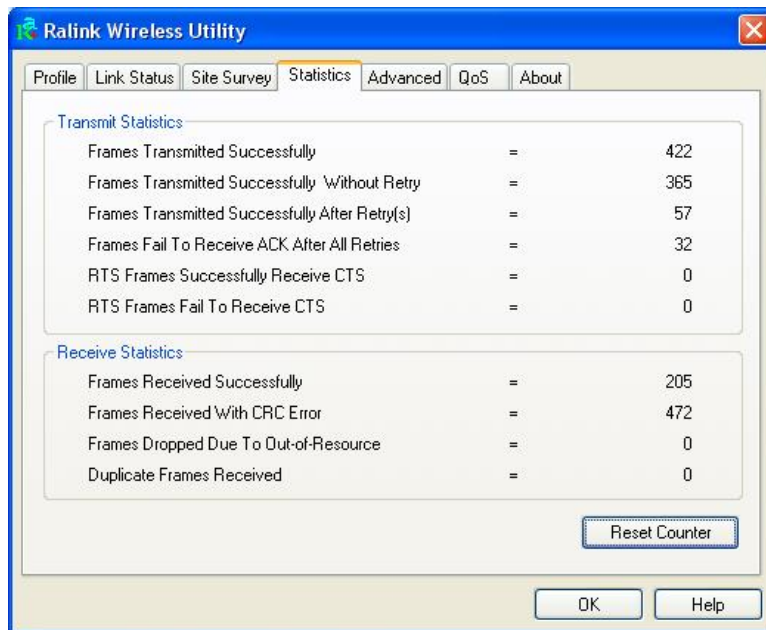 Ralink Wireless Utility
Profile Link Status Site Survey Statistics Advanced QoS About
Transmit Statistics
Frames Transmitted Successfully = 422
Frames Transmitted Successfully Without Retry = 365
Frames Transmitted Successfully After Retry(s) = 57
Frames Fail To Receive ACK After All Retries = 32
RTS Frames Successfully Receive CTS = 0
RTS Frames Fail To Receive CTS = 0
Receive Statistics
Frames Received Successfully = 205
Frames Received With CRC Error = 472
Frames Dropped Due To Out-of-Resource = 0
Duplicate Frames Received = 0
Reset Counter
OK Help